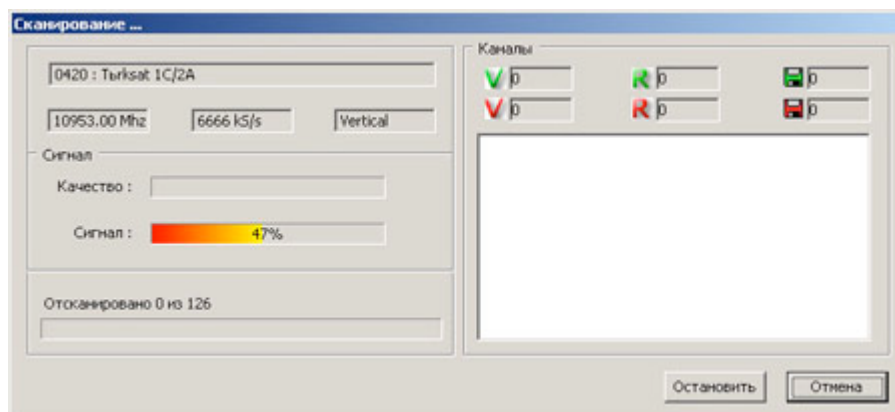 Сканирование ...
0420 : Turksat 1C/2A
10953.00 Mhz 6666 kS/s Vertical
Сигнал
Качество :
Сигнал : 47%
Отсканировано 0 из 126
Каналы
V 0 R 0 0
V 0 R 0 0
Остановить Отмена